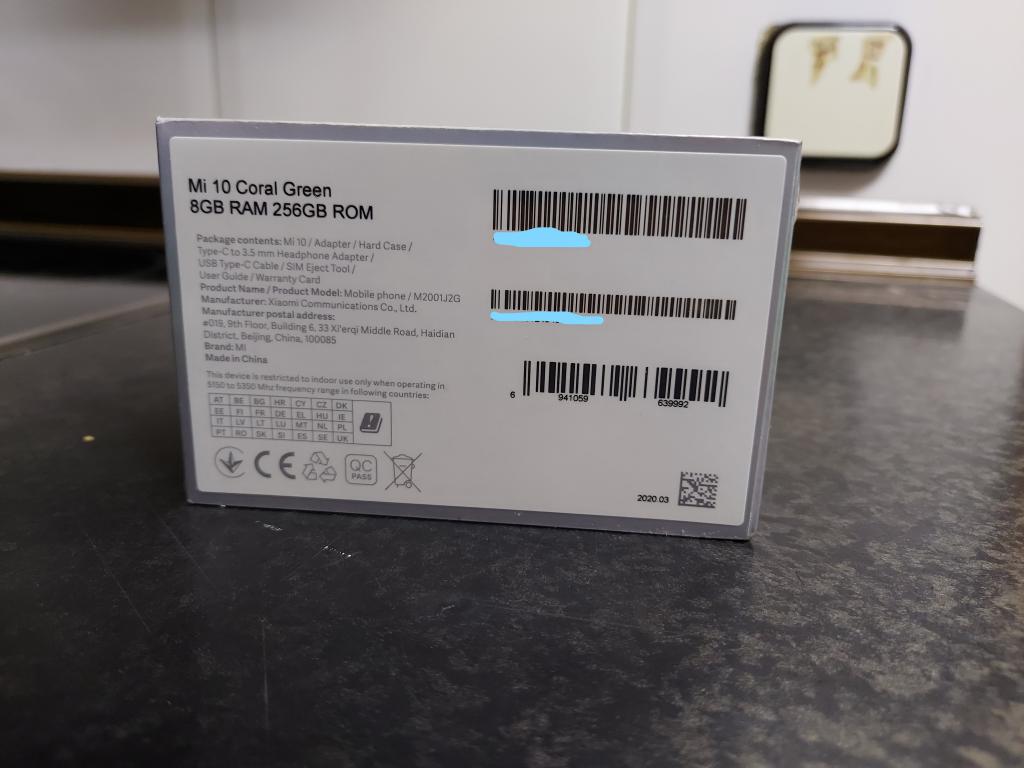 Mi 10 Coral Green
8GB RAM 256GB ROM
Package contents: Mi 10 / Adapter / Hard Case /
Type-C to 3.5 mm Headphone Adapter /
USB Type-C Cable / SIM Eject Tool /
User Guide / Warranty Card
Product Name / Product Model: Mobile phone / M2001J2G
Manufacturer: Xiaomi Communications Co., Ltd.
Manufacturer postal address:
#019, 9th Floor, Building 6, 33 Xi'erqi Middle Road, Haidian
District, Beijing, China, 100085
Brand: MI
Made in China
This device is restricted to indoor use only when operating in
5150 to 5350 Mhz frequency range in following countries:
AT BE BG HR CY CZ DK
EE FI FR DE EL HU IE
IT LV LT LU MT NL PL
PT RO SK SI ES SE UK
CE
QC
PASS
6 941059 639992
2020.03